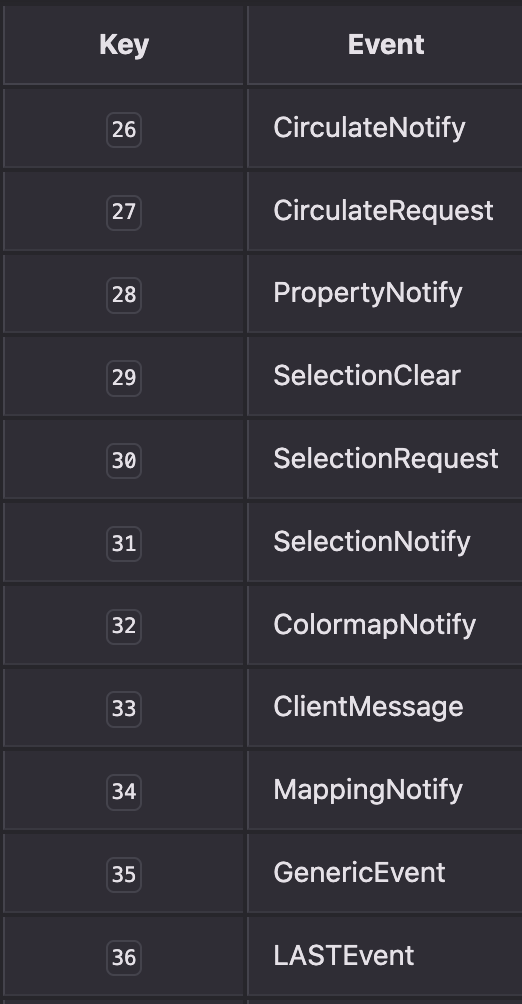 Key Event
26 CirculateNotify
27 CirculateRequest
28 PropertyNotify
29 SelectionClear
30 SelectionRequest
31 SelectionNotify
32 ColormapNotify
33 ClientMessage
34 MappingNotify
35 GenericEvent
36 LASTEvent